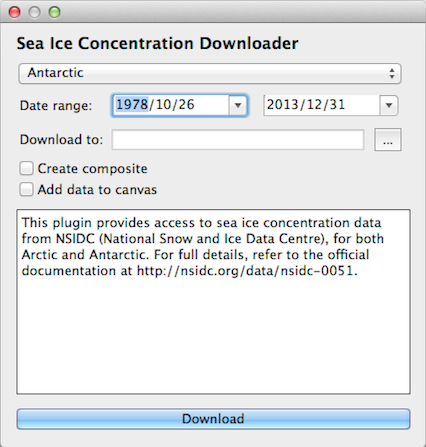 Sea Ice Concentration Downloader
Antarctic
Date range: 1978/10/26 2013/12/31
Download to: ...
Create composite
Add data to canvas
This plugin provides access to sea ice concentration data
from NSIDC (National Snow and Ice Data Centre), for both
Arctic and Antarctic. For full details, refer to the official
documentation at http://nsidc.org/data/nsidc-0051.
Download